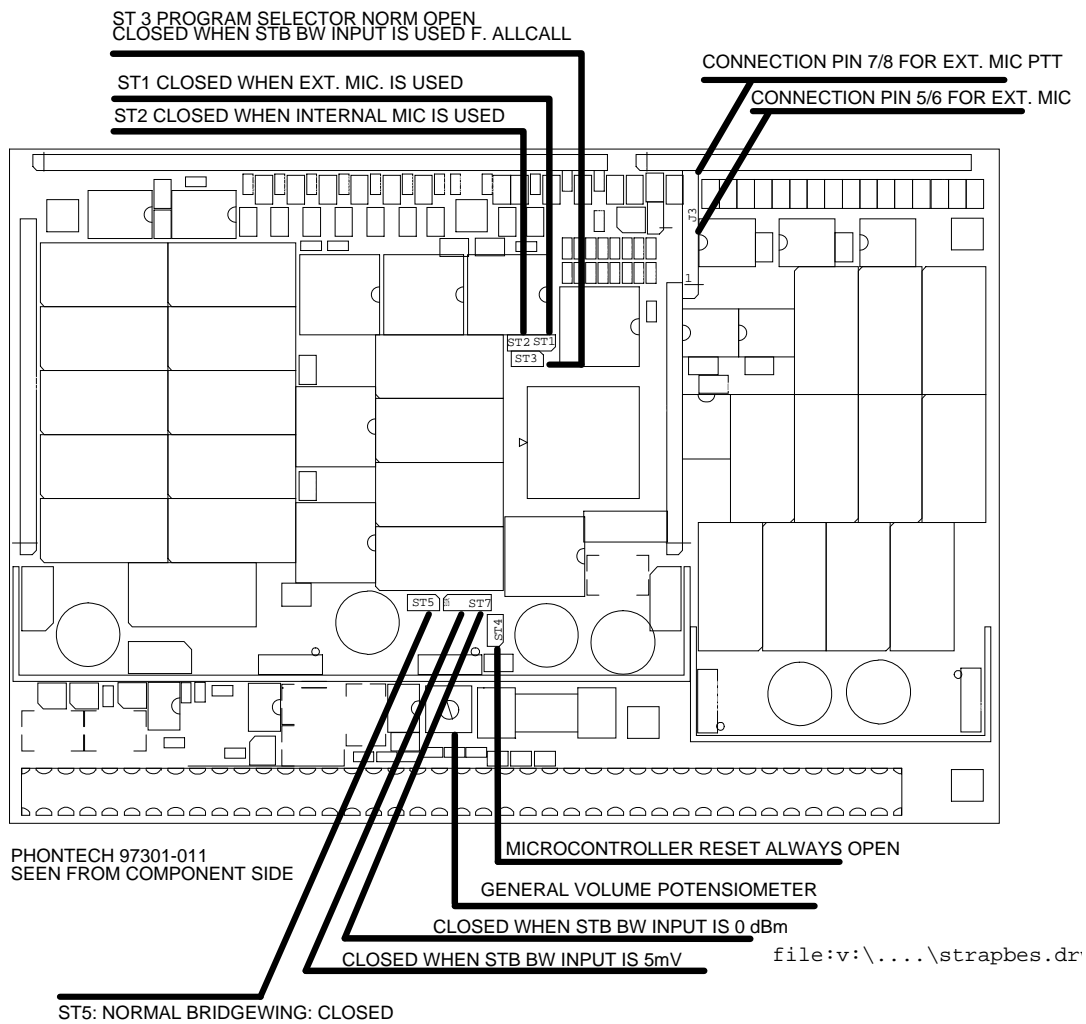 ST 3 PROGRAM SELECTOR NORM OPEN
CLOSED WHEN STB BW INPUT IS USED F. ALLCALL
CONNECTION PIN 7/8 FOR EXT. MIC PTT
ST1 CLOSED WHEN EXT. MIC. IS USED
CONNECTION PIN 5/6 FOR EXT. MIC
ST2 CLOSED WHEN INTERNAL MIC IS USED
J3
1
ST2 ST1
ST3
ST5
ST7
ST4
PHONTECH 97301-011
SEEN FROM COMPONENT SIDE
MICROCONTROLLER RESET ALWAYS OPEN
GENERAL VOLUME POTENSIOMETER
CLOSED WHEN STB BW INPUT IS 0 dBm
CLOSED WHEN STB BW INPUT IS 5mV
file:v:\....\strapbes.drw
ST5: NORMAL BRIDGEWING: CLOSED